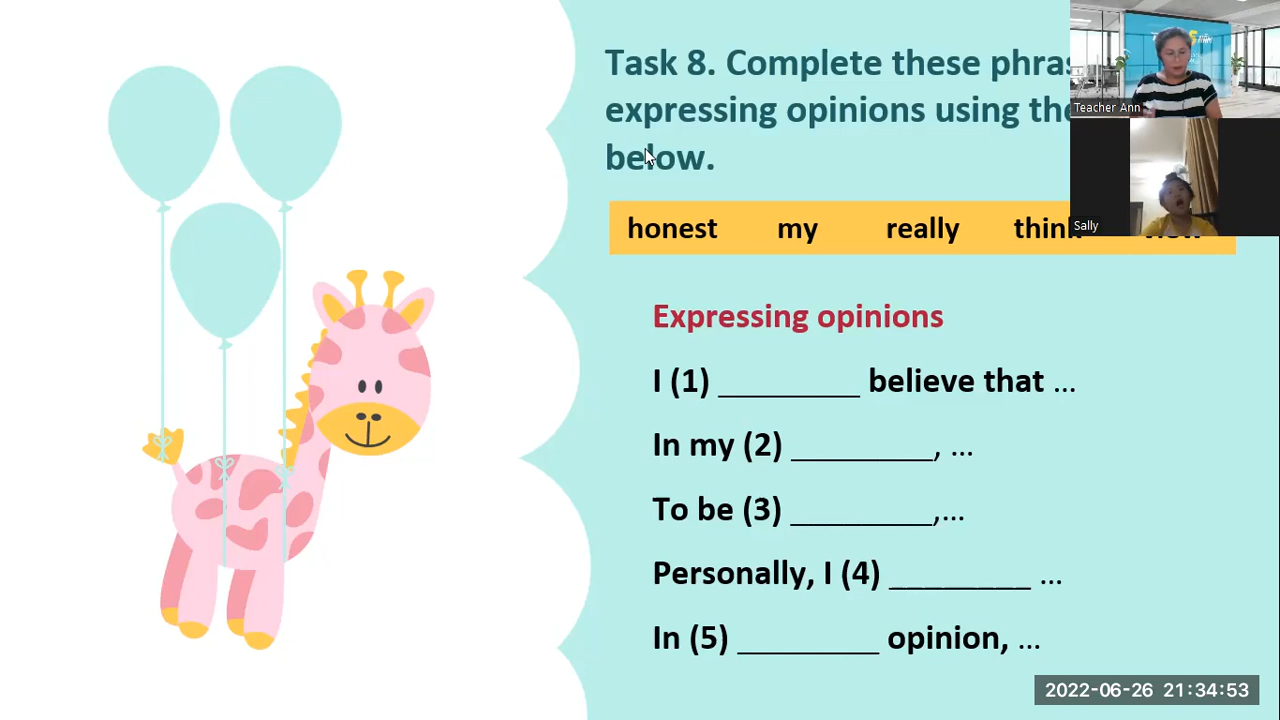 Task 8. Complete these phras
expressing opinions using the
below.
Teacher Ann
honest my really think
Sally
Expressing opinions
I (1) _________ believe that ...
In my (2) _________, ...
To be (3) _________,...
Personally, I (4) _________ ...
In (5) _________ opinion, ...
2022-06-26 21:34:53